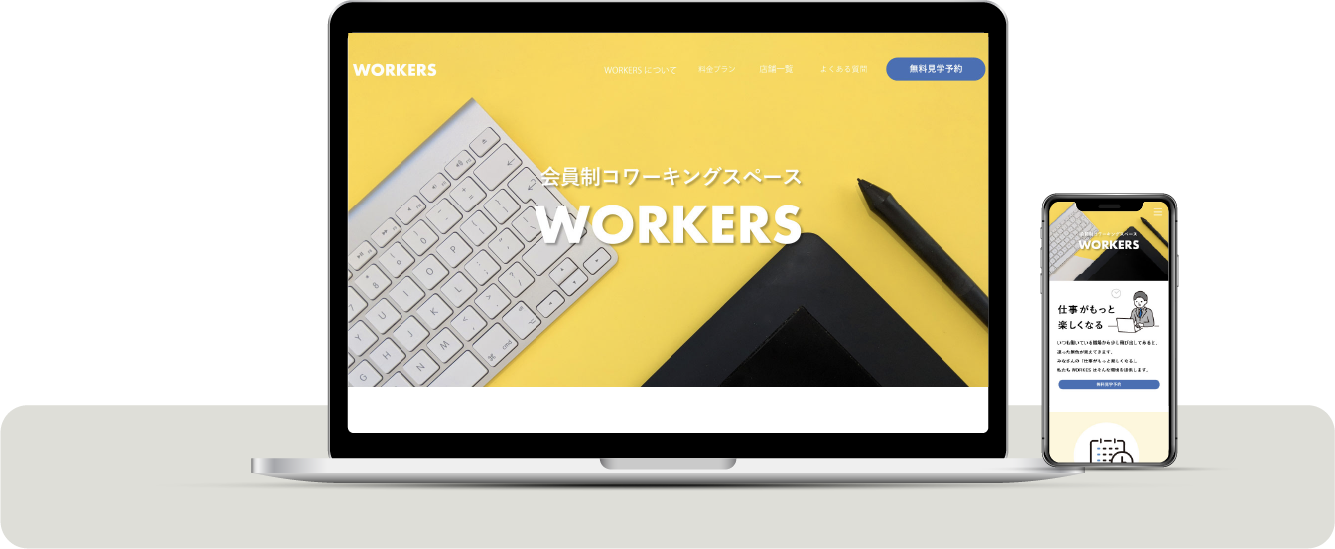 WORKERS
WORKERS について 料金プラン 店舗一覧 よくある質問 無料見学予約
会員制コワーキングスペース
WORKERS
会員制コワーキングスペース
WORKERS
仕事がもっと
楽しくなる
いつも働いている職場から少し飛び出してみると、
違った景色が見えてきます。
みなさんの「仕事がもっと楽しくなる」。
私たち WORKES はそんな環境を提供します。
無料見学予約